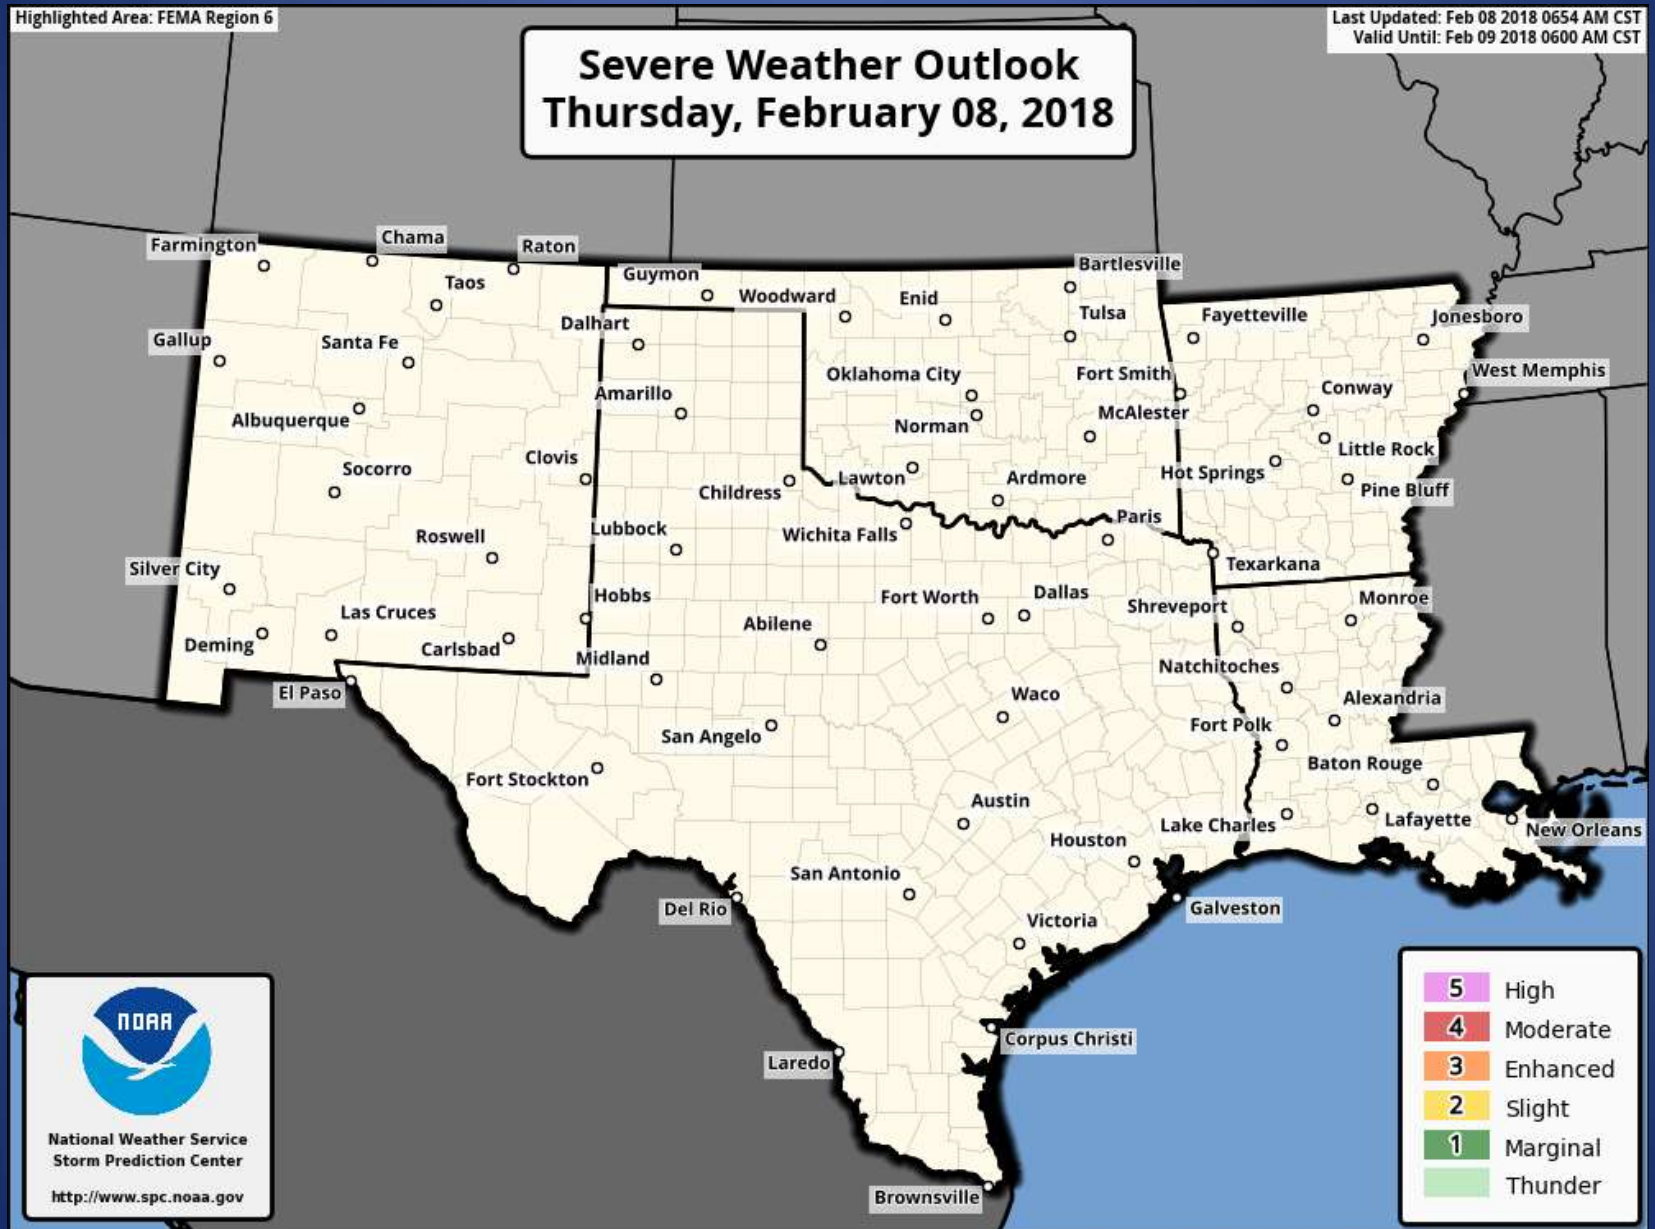 Highlighted Area: FEMA Region 6
Last Updated: Feb 08 2018 0654 AM CST
Valid Until: Feb 09 2018 0600 AM CST
Severe Weather Outlook
Thursday, February 08, 2018
Farmington
Chama
Raton
Taos
Guymon
Woodward
Enid
Bartlesville
Tulsa
Fayetteville
Jonesboro
Gallup
Santa Fe
Dalhart
Albuquerque
Amarillo
Oklahoma City
Norman
Fort Smith
McAlester
Conway
West Memphis
Little Rock
Hot Springs
Pine Bluff
Socorro
Clovis
Childress
Lawton
Ardmore
Roswell
Lubbock
Wichita Falls
Paris
Texarkana
Silver City
Las Cruces
Hobbs
Deming
Carlsbad
Abilene
Fort Worth
Dallas
Shreveport
Monroe
El Paso
Midland
Natchitoches
Alexandria
San Angelo
Waco
Fort Polk
Fort Stockton
Baton Rouge
Austin
Houston
Lake Charles
Lafayette
New Orleans
Del Rio
San Antonio
Galveston
Victoria
Corpus Christi
Laredo
Brownsville
NOAA
National Weather Service
Storm Prediction Center
http://www.spc.noaa.gov
5 High
4 Moderate
3 Enhanced
2 Slight
1 Marginal
Thunder